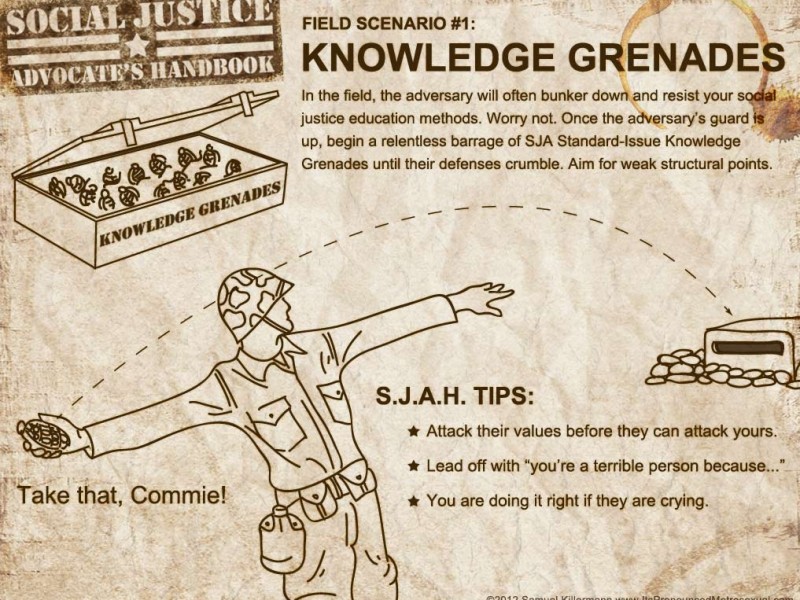 SOCIAL JUSTICE
ADVOCATE'S HANDBOOK
FIELD SCENARIO #1:
KNOWLEDGE GRENADES
In the field, the adversary will often bunker down and resist your social
justice education methods. Worry not. Once the adversary's guard is
up, begin a relentless barrage of SJA Standard-Issue Knowledge
Grenades until their defenses crumble. Aim for weak structural points.
KNOWLEDGE GRENADES
S.J.A.H. TIPS:
Attack their values before they can attack yours.
Lead off with “you're a terrible person because...”
You are doing it right if they are crying.
Take that, Commie!
©2012 Samuel Killermann www.ItsPronouncedMetrosexual.com